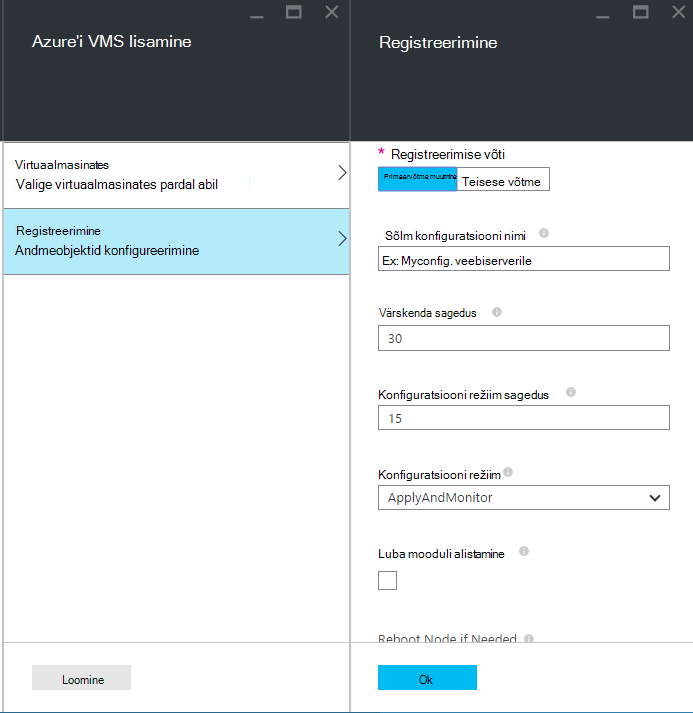 Azure'i VMS lisamine
Virtuaalmasinates
Valige virtuaalmasinates pardal abil
Registreerimine
Andmeobjektid konfigureerimine
Loomine
Registreerimine
* Registreerimise võti
Primaarvõtme muutmine Teisese võtme
Sõlm konfiguratsiooni nimi
Ex: Myconfig. veebiserverile
Värskenda sagedus
30
Konfiguratsiooni režiim sagedus
15
Konfiguratsiooni režiim
ApplyAndMonitor
Luba mooduli alistamine
Reboot Node if Needed
Ok